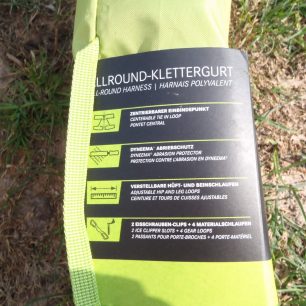 LLROUND-KLETTERGURT
L-ROUND HARNESS | HARNAIS POLYVALENT
ZENTRIERBARER EINBINDEPUNKT
CENTERABLE TIE IN LOOP
PONTET CENTRAL
DYNEEMA® ABRIEBSCHUTZ
DYNEEMA® ABRASION PROTECTOR
PROTECTION CONTRE L'ABRASION EN DYNEEMA®
VERSTELLBARE HÜFT- UND BEINSCHLAUFEN
ADJUSTABLE HIP AND LEG LOOPS
CEINTURE ET TOURS DE CUISSES AJUSTABLES
2 EISSCHRAUBEN-CLIPS + 4 MATERIALSCHLAUFEN
2 ICE CLIPPER SLOTS + 4 GEAR LOOPS
2 PASSANTS POUR PORTE-BROCHES + 4 PORTE-MATÉRIEL